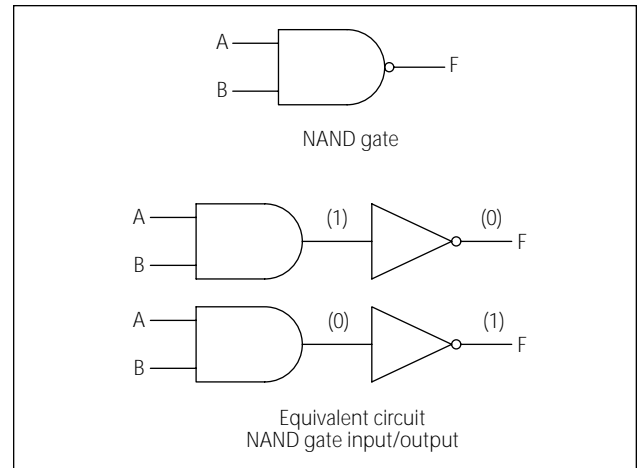 A
F
B
NAND gate
A
(1)
(0)
F
B
A
(0)
(1)
F
B
Equivalent circuit
NAND gate input/output